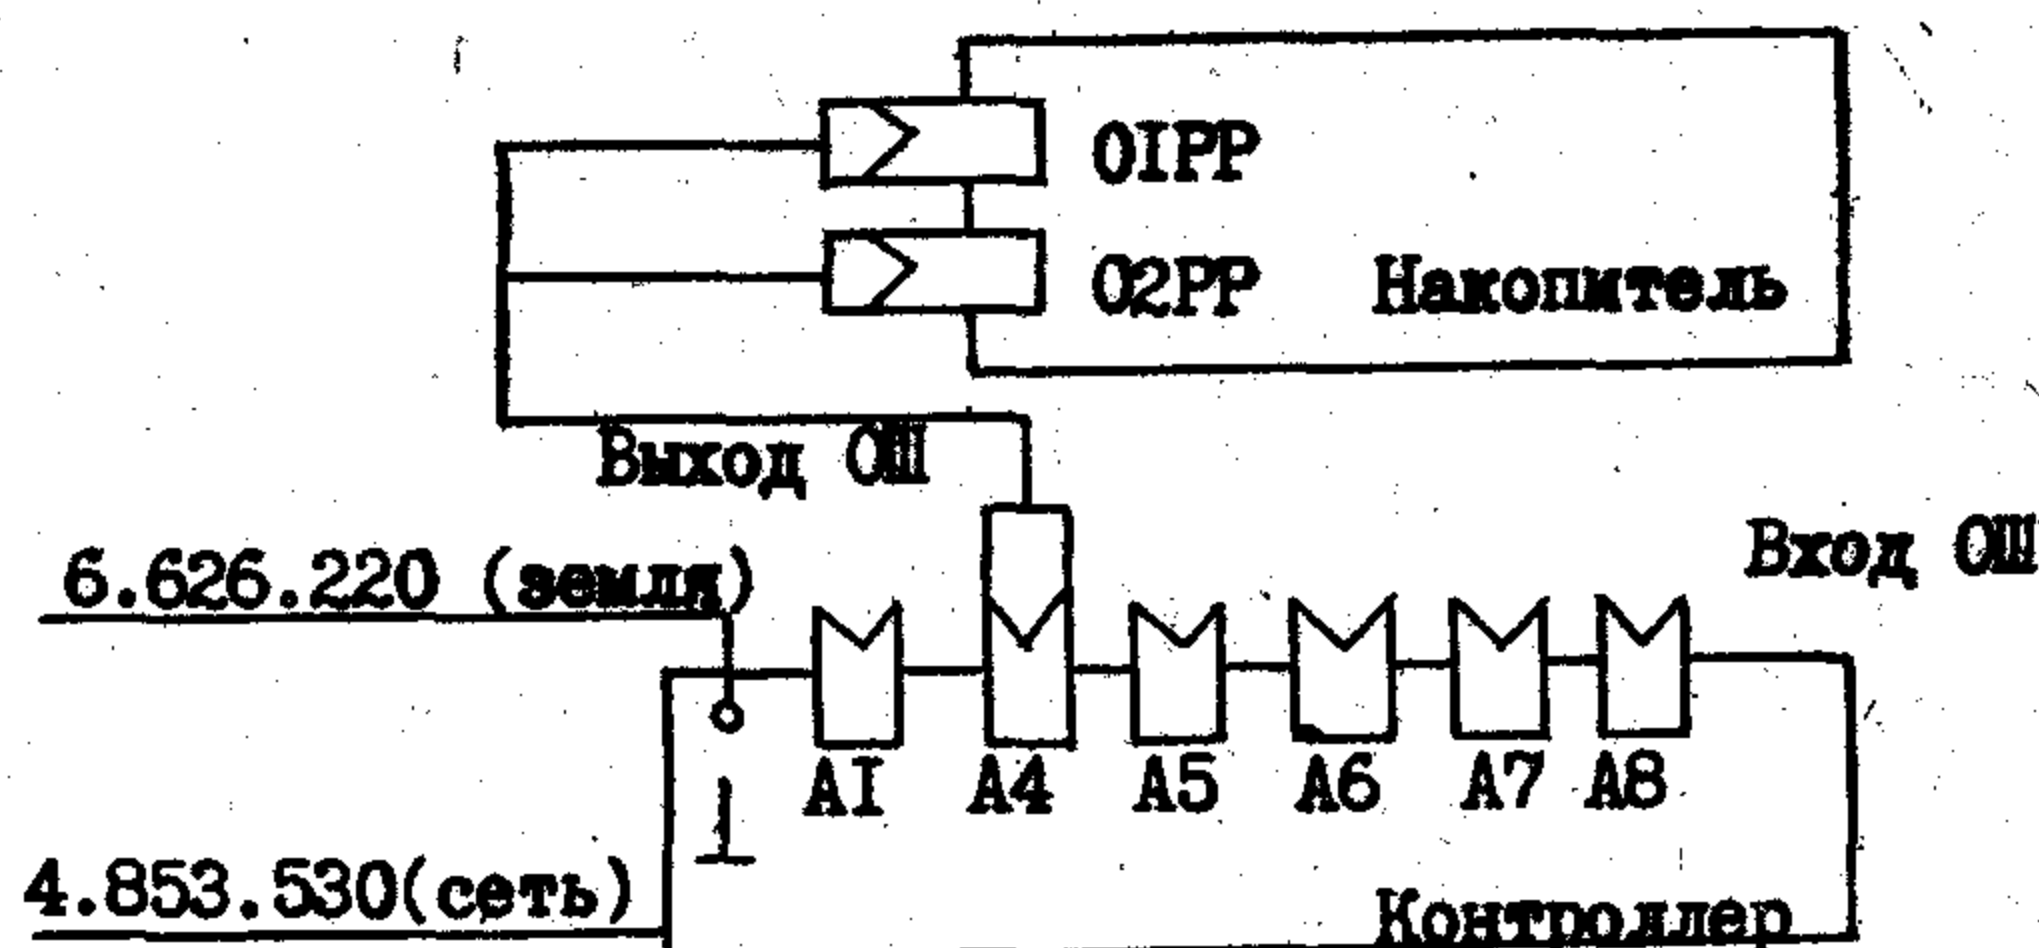 01РР
02РР Накопитель
Выход ОШ
Вход ОШ
6.626.220 (земля)
А1 А4 А5 А6 А7 А8
4.853.530(сеть)
Контроллер